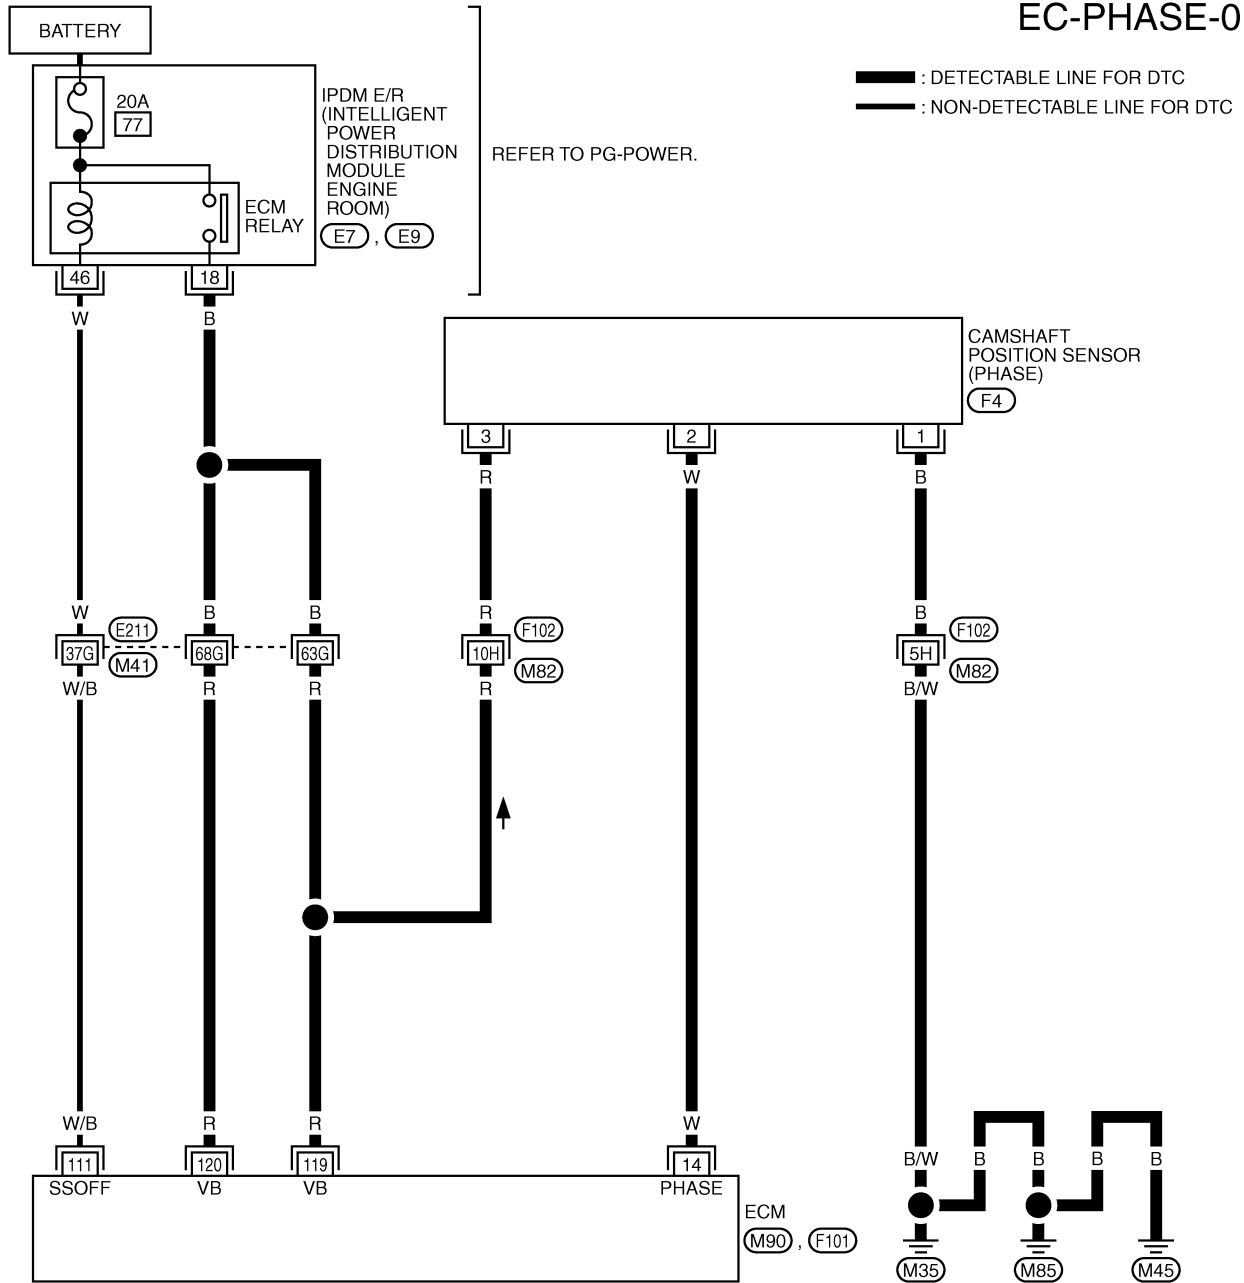 EC-PHASE-0
BATTERY
: DETECTABLE LINE FOR DTC
: NON-DETECTABLE LINE FOR DTC
20A
77
IPDM E/R
(INTELLIGENT
POWER
DISTRIBUTION
MODULE
ENGINE
ROOM)
E7 , E9
REFER TO PG-POWER.
ECM
RELAY
46 18
W B
CAMSHAFT
POSITION SENSOR
(PHASE)
F4
3 2 1
R W B
W B B R B
E211 F102 F102
37G 68G 63G 10H 5H
M41 M82 M82
W/B R R R B/W
W/B R R W
B/W B B B B
111 120 119 14
SSOFF VB VB PHASE
ECM
M90 , F101
M35 M85 M45